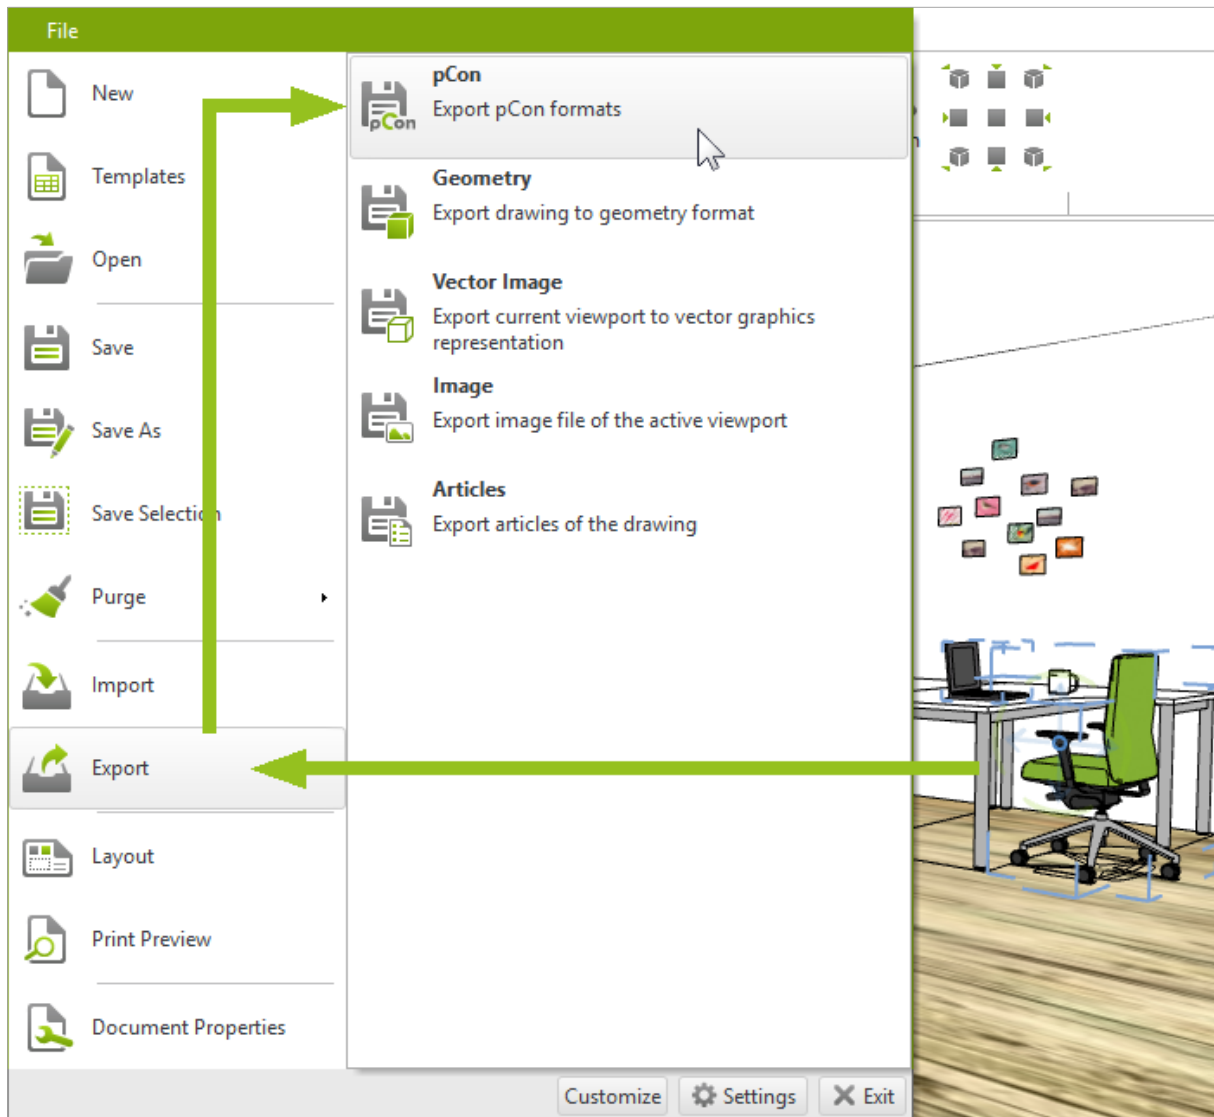 File
New
Templates
Open
Save
Save As
Save Selection
Purge
Import
Export
Layout
Print Preview
Document Properties
pCon
pCon
Export pCon formats
Geometry
Export drawing to geometry format
Vector Image
Export current viewport to vector graphics
representation
Image
Export image file of the active viewport
Articles
Export articles of the drawing
Customize
Settings
Exit